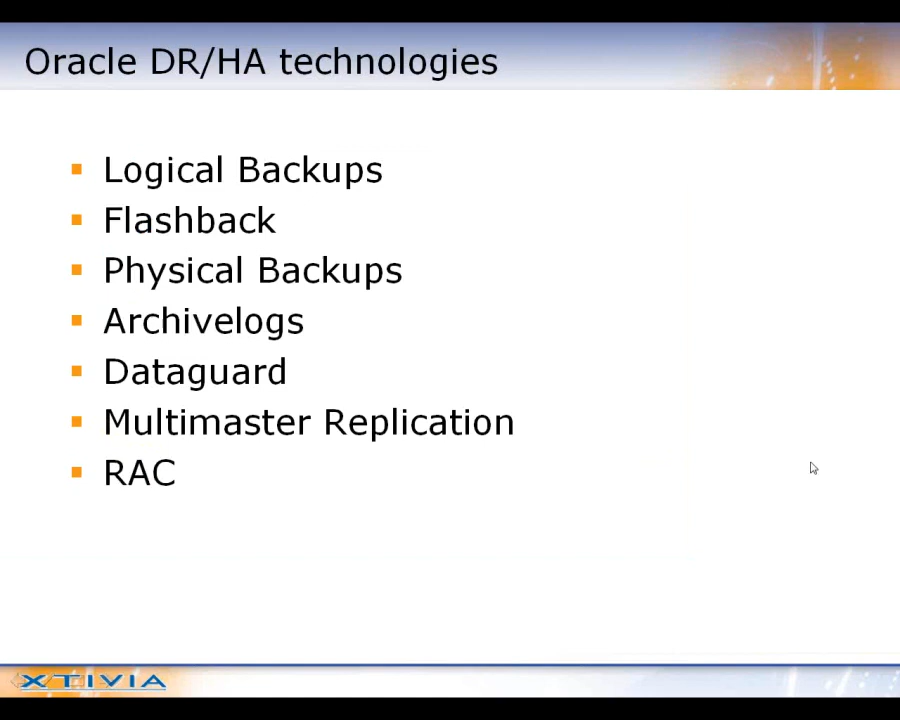 Oracle DR/HA technologies
Logical Backups
Flashback
Physical Backups
Archivelogs
Dataguard
Multimaster Replication
RAC
XTIVIA